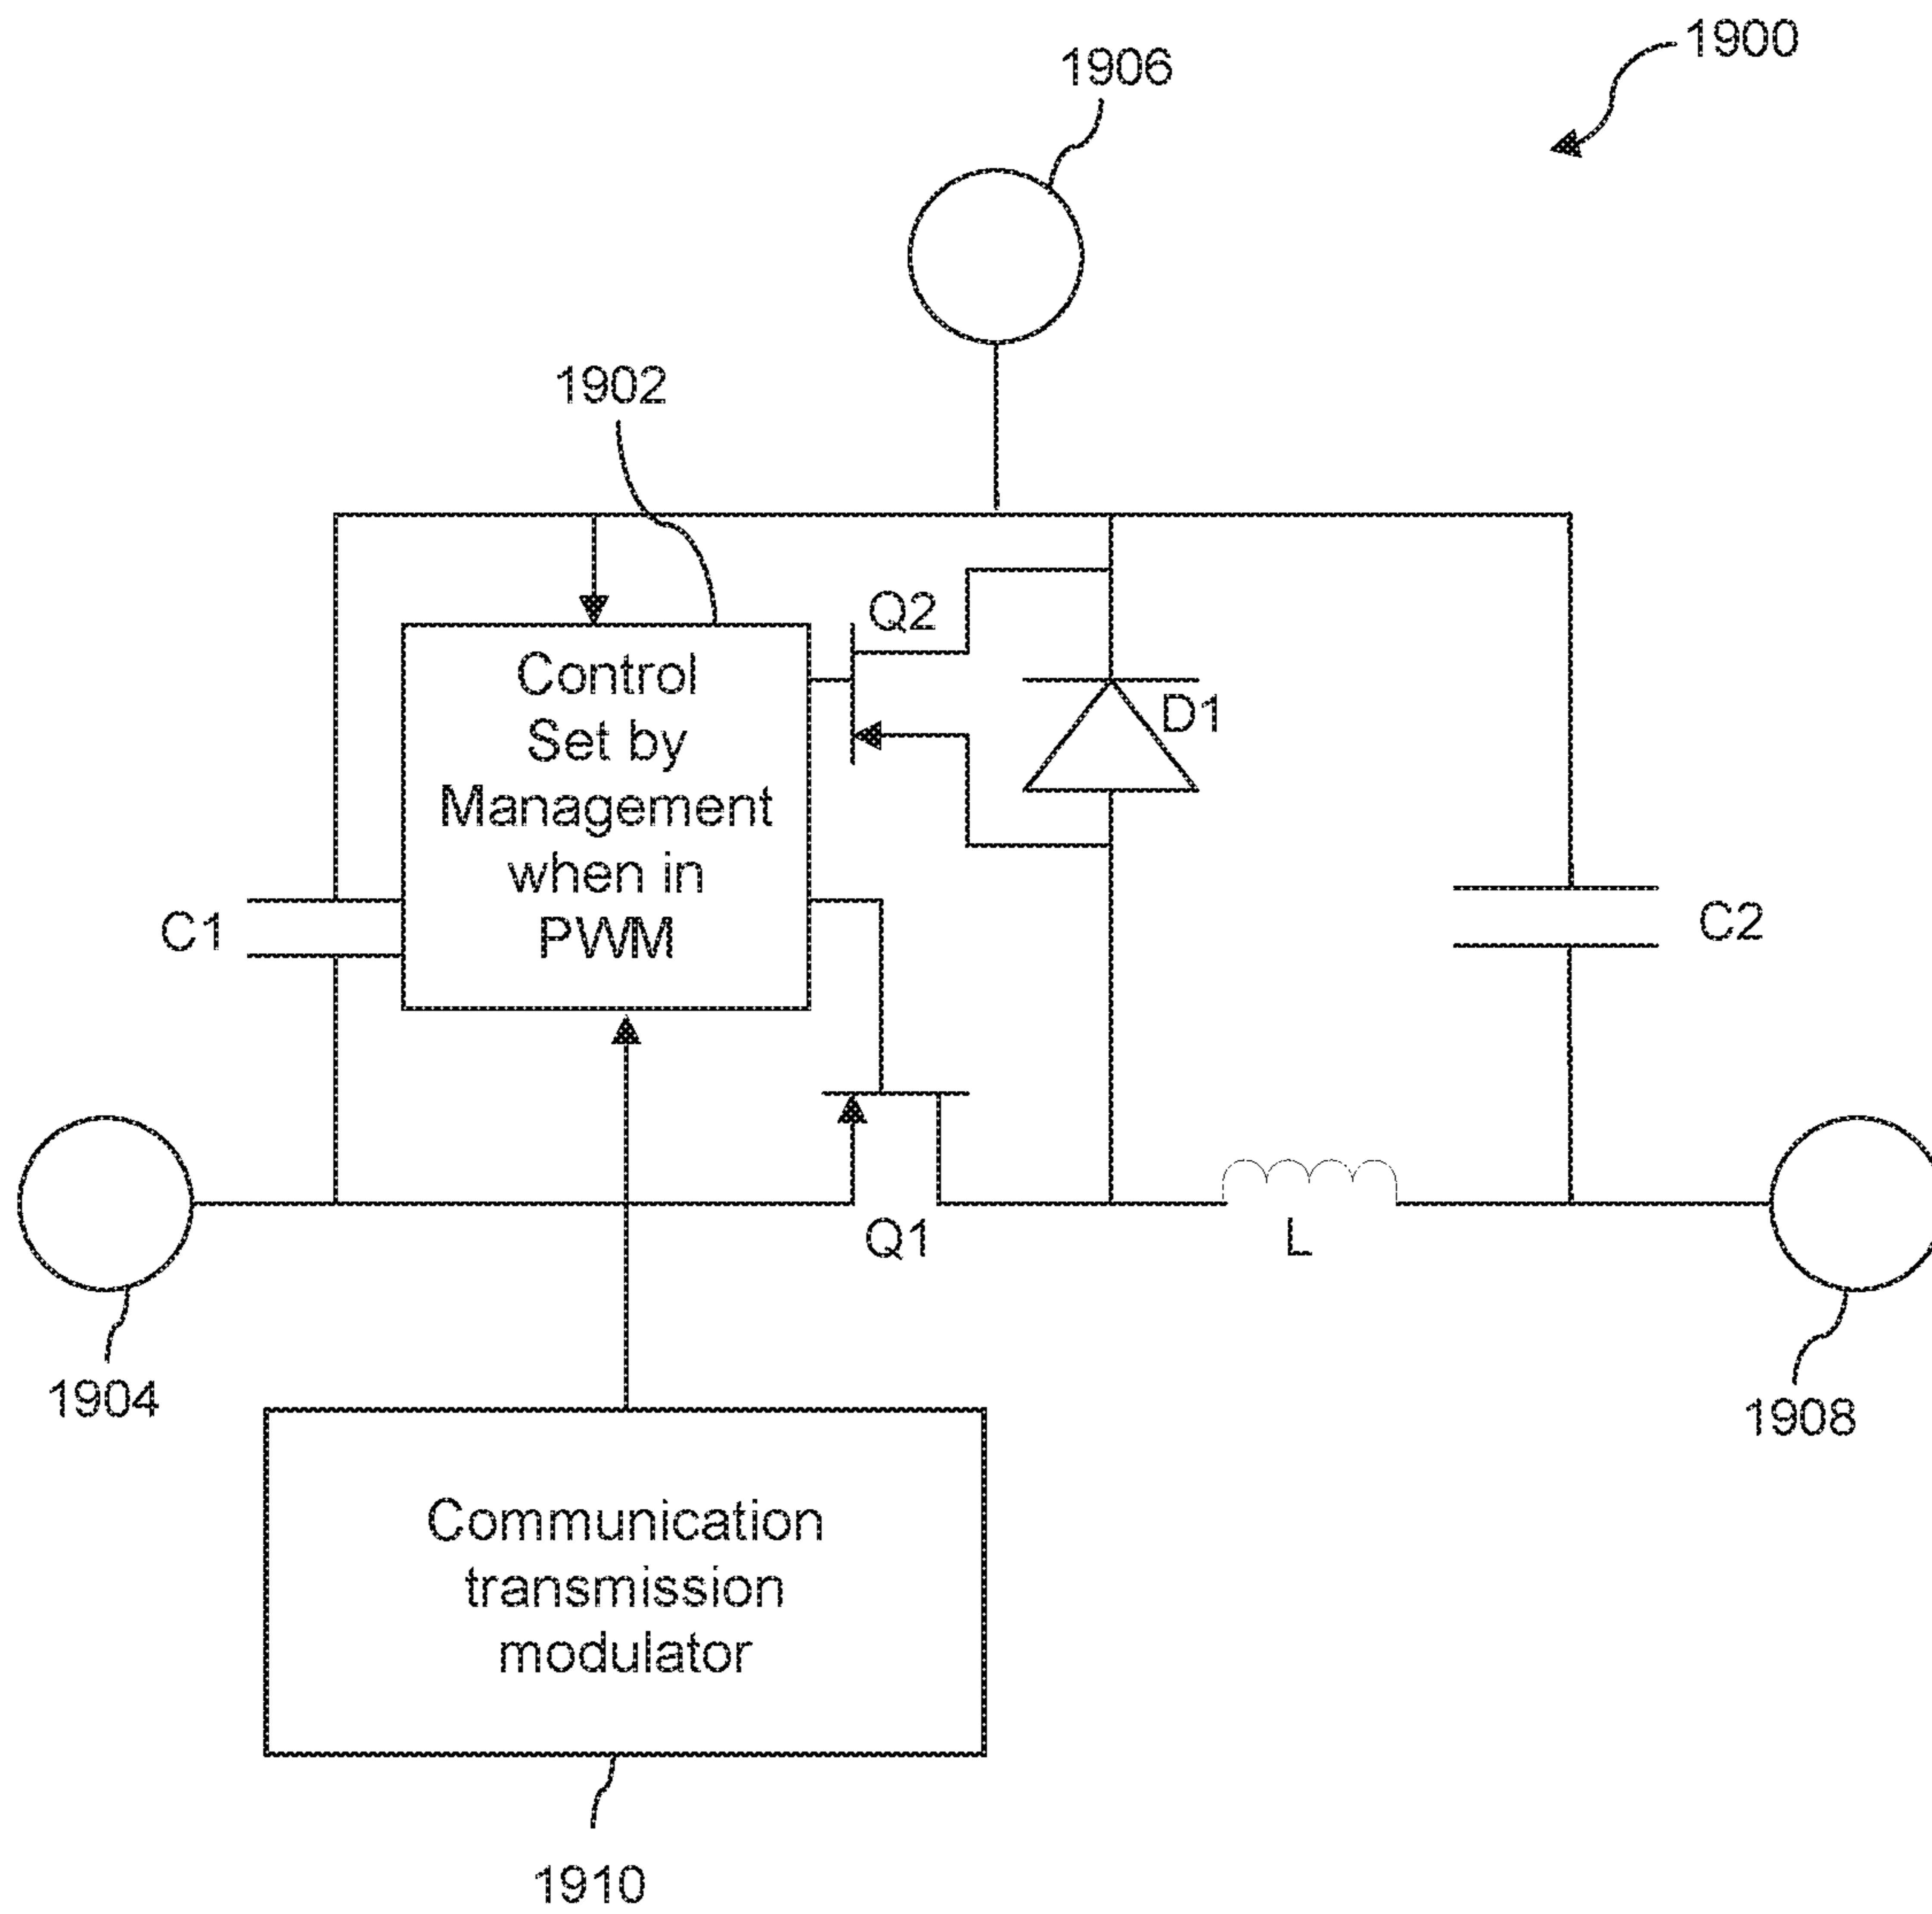 1900
1906
1902
Q2
Control
Set by
Management
when in
PWM
D1
C1
C2
Q1
L
1904
1908
Communication
transmission
modulator
1910